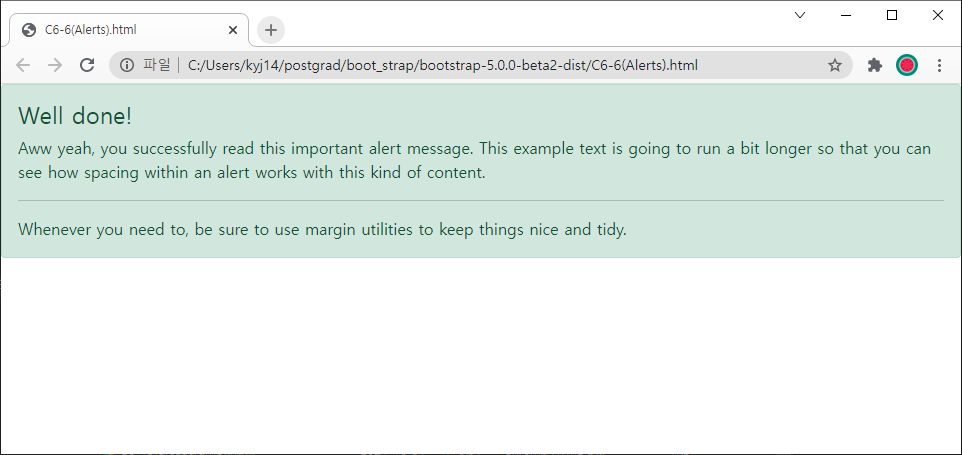 C6-6(Alerts).html
파일 C:/Users/kyj14/postgrad/boot_strap/bootstrap-5.0.0-beta2-dist/C6-6(Alerts).html
Well done!
Aww yeah, you successfully read this important alert message. This example text is going to run a bit longer so that you can
see how spacing within an alert works with this kind of content.
Whenever you need to, be sure to use margin utilities to keep things nice and tidy.